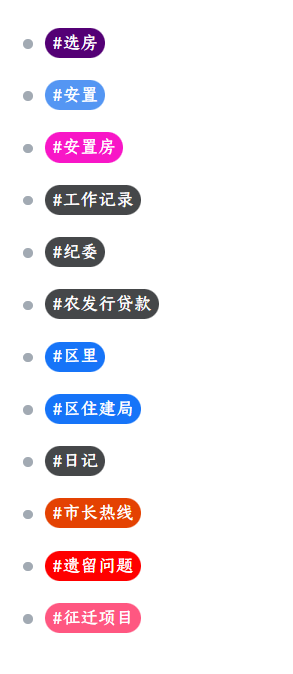 #选房
#安置
#安置房
#工作记录
#纪委
#农发行贷款
#区里
#区住建局
#日记
#市长热线
#遗留问题
#征迁项目